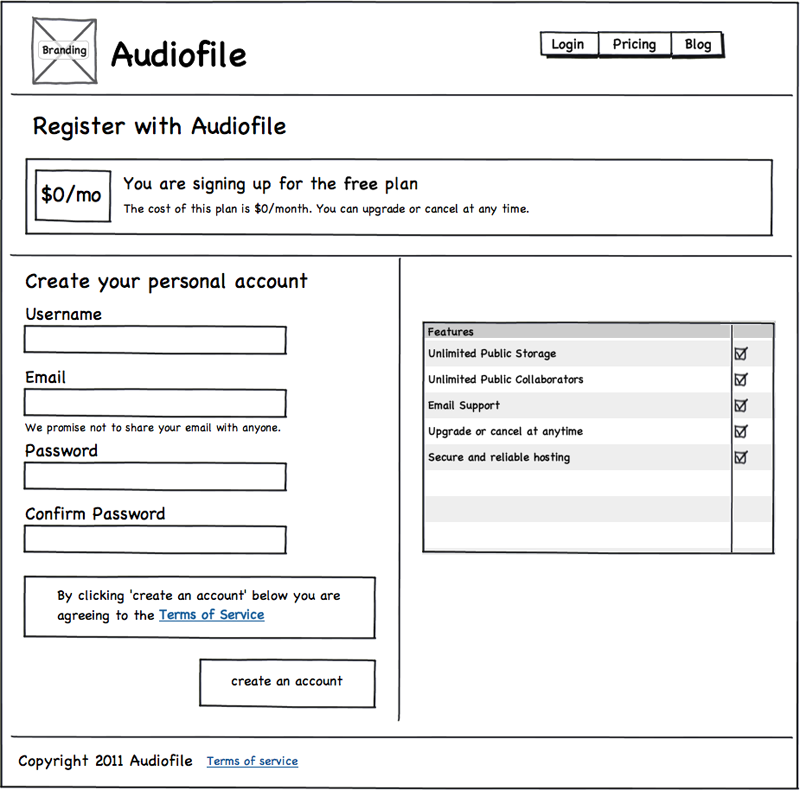 Branding
Audiofile
Login
Pricing
Blog
Register with Audiofile
$0/mo
You are signing up for the free plan
The cost of this plan is $0/month. You can upgrade or cancel at any time.
Create your personal account
Username
Email
We promise not to share your email with anyone.
Password
Confirm Password
By clicking 'create an account' below you are
agreeing to the Terms of Service
create an account
Features
Unlimited Public Storage
Unlimited Public Collaborators
Email Support
Upgrade or cancel at anytime
Secure and reliable hosting
Copyright 2011 Audiofile
Terms of service